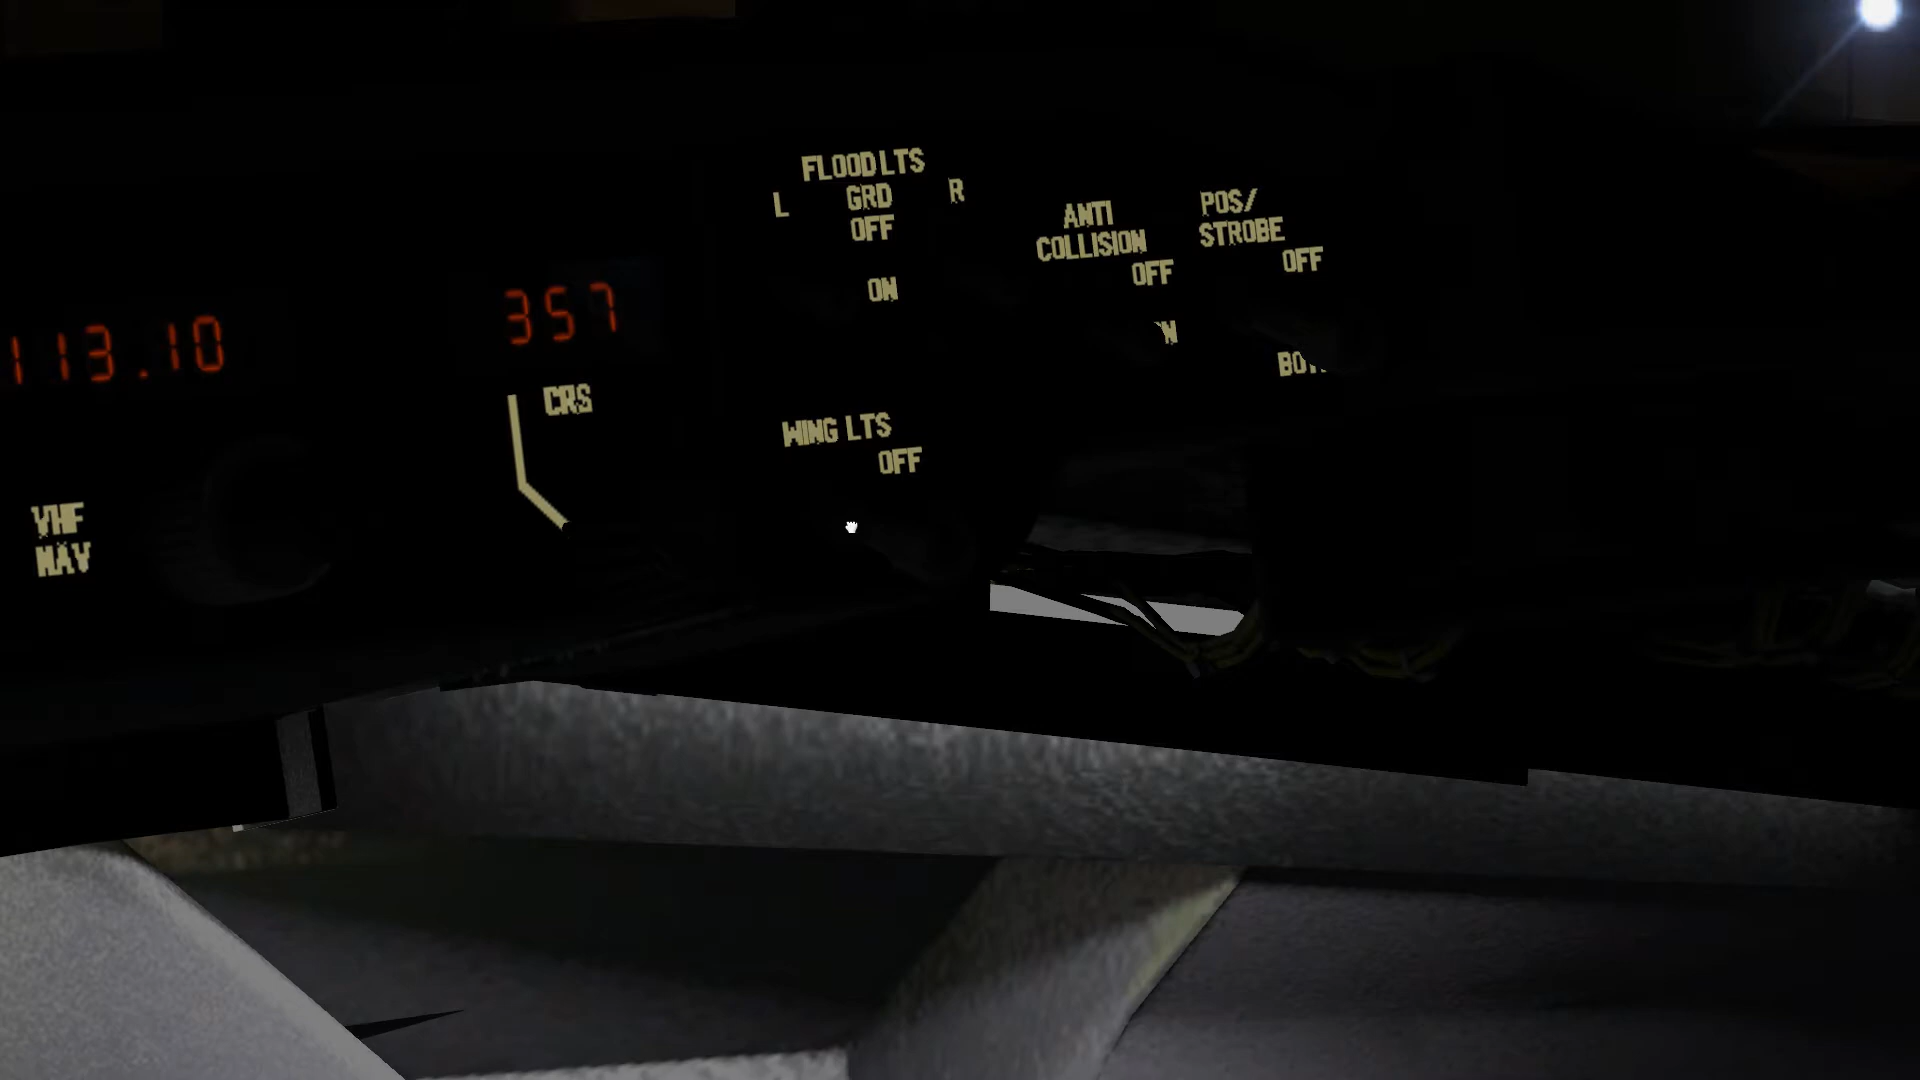 FLOOD LTS
L GRD R
OFF
ON
ANTI
COLLISION
OFF
POS/
STROBE
OFF
113.10
357
CRS
WING LTS
OFF
VHF
NAV